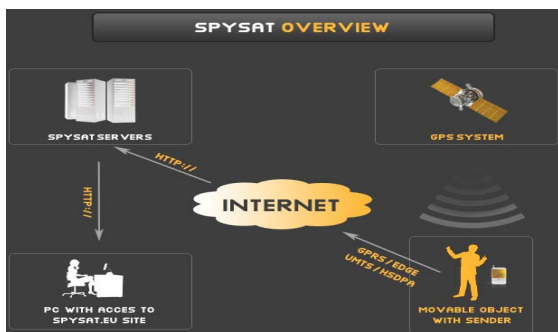 SPYSAT OVERVIEW
SPYSAT SERVERS
GPS SYSTEM
HTTP://
HTTP://
INTERNET
GPRS/EDGE
UMTS/HSDPA
PC WITH ACCES TO
SPYSAT.EU SITE
MOVABLE OBJECT
WITH SENDER